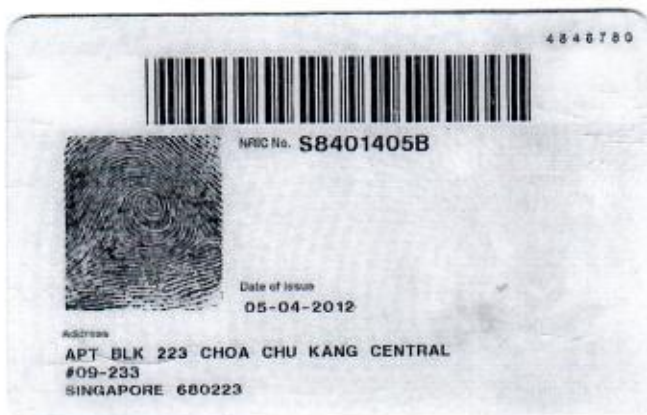 4846780
NRIC No. S8401405B
Date of Issue
05-04-2012
Address
APT BLK 223 CHOA CHU KANG CENTRAL
#09-233
SINGAPORE 680223